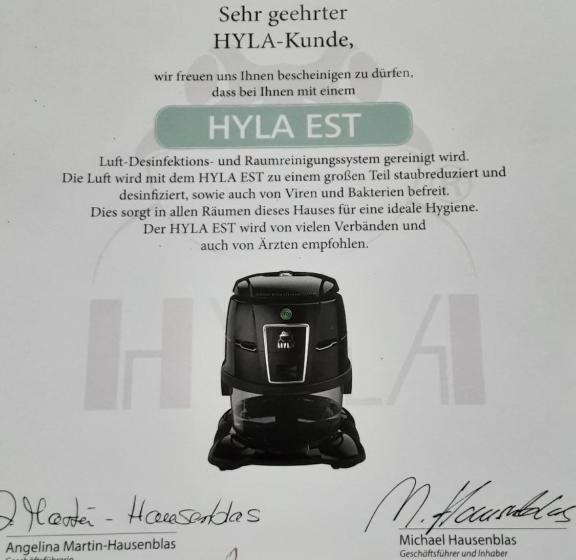 Sehr geehrter
HYLA-Kunde,
wir freuen uns Ihnen bescheinigen zu dürfen,
dass bei Ihnen mit einem
HYLA EST
Luft-Desinfektions- und Raumreinigungssystem gereinigt wird.
Die Luft wird mit dem HYLA EST zu einem großen Teil staubreduziert und
desinfiziert, sowie auch von Viren und Bakterien befreit.
Dies sorgt in allen Räumen dieses Hauses für eine ideale Hygiene.
Der HYLA EST wird von vielen Verbänden und
auch von Ärzten empfohlen.
HYLA
HYLA
Martin - Hausenblas
M. Hausenblas
Angelina Martin-Hausenblas
Michael Hausenblas
Geschäftsführer und Inhaber